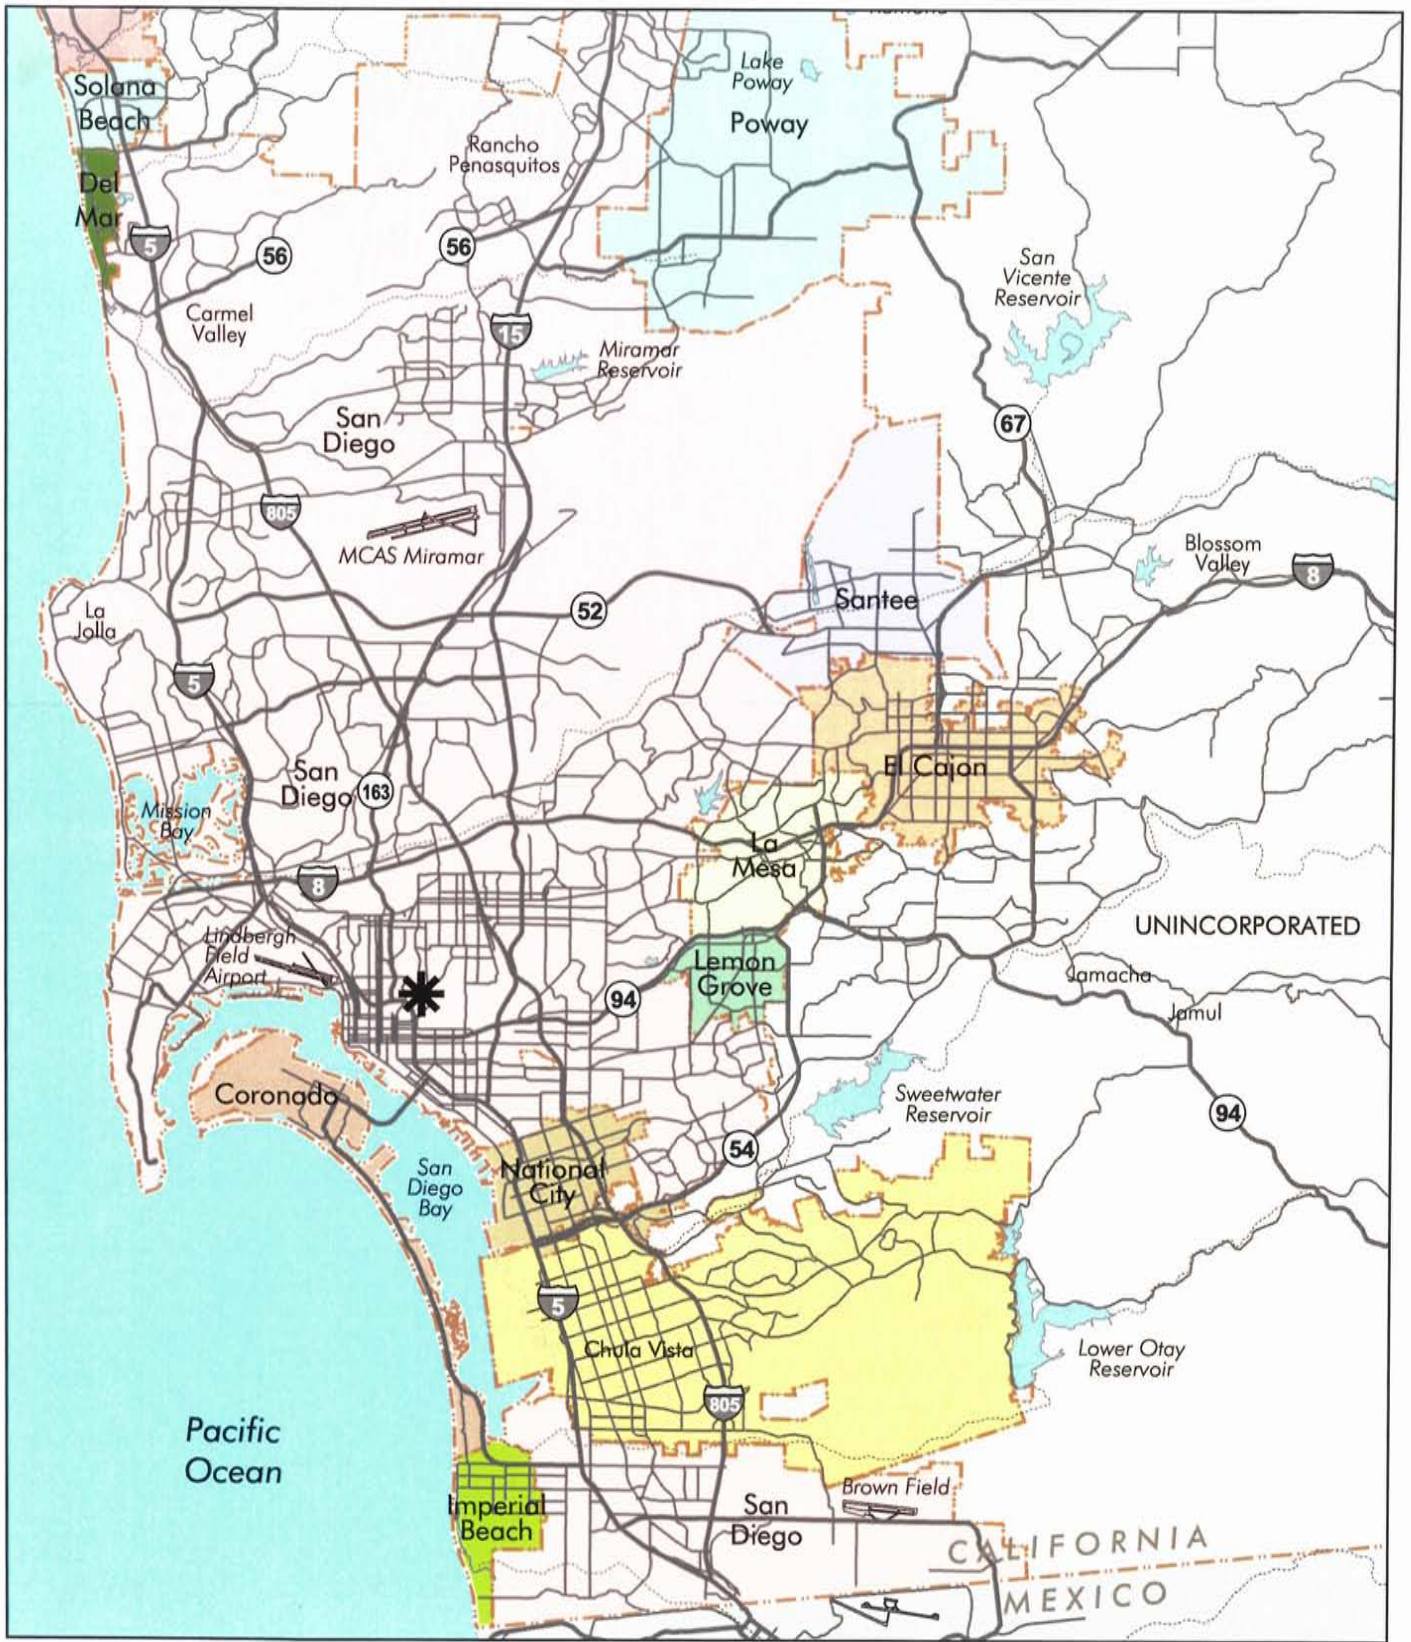 Solana
Beach
Lake
Poway
Poway
Rancho
Penasquitos
Del
Mar
5
56
56
San
Vicente
Reservoir
Carmel
Valley
15
Miramar
Reservoir
San
Diego
67
805
MCAS Miramar
Blossom
Valley
8
La
Jolla
52
Santee
5
San
Diego
163
El Cajon
Mission
Bay
La
Mesa
8
UNINCORPORATED
Lindbergh
Field
Airport
Lemon
Grove
94
Jamacha
Jamul
Coronado
Sweetwater
Reservoir
94
54
San
Diego
Bay
National
City
5
Chula Vista
Lower Otay
Reservoir
805
Pacific
Ocean
Imperial
Beach
San
Diego
Brown Field
CALIFORNIA
MEXICO